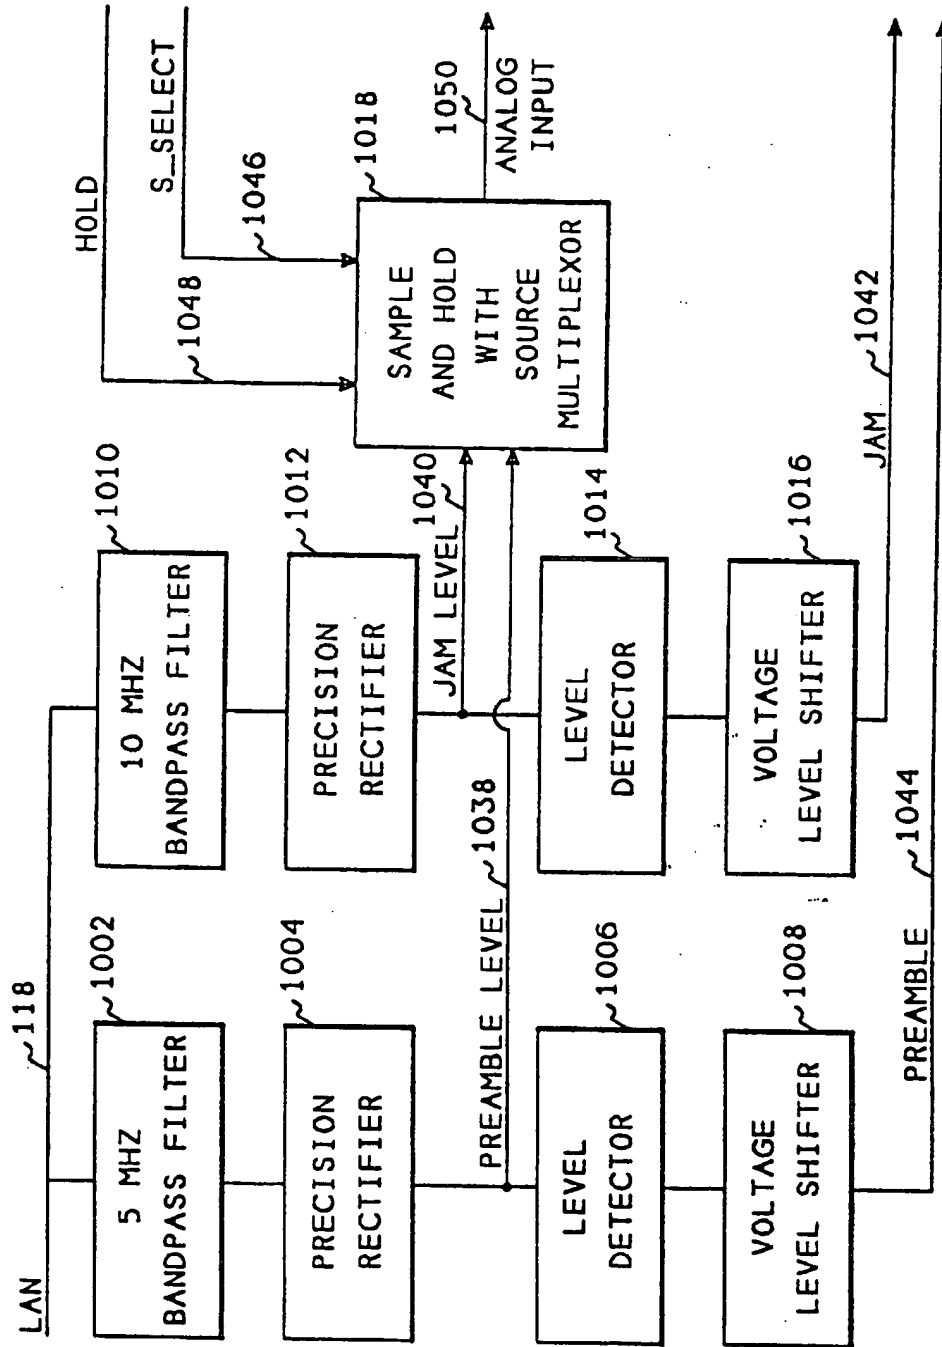 LAN
118
5 MHZ
BANDPASS FILTER
1002
10 MHZ
BANDPASS FILTER
1010
HOLD
S_SELECT
1048
1046
PRECISION
RECTIFIER
1004
PRECISION
RECTIFIER
1012
PREAMBLE LEVEL
1038
JAM LEVEL
1040
SAMPLE
AND HOLD
WITH
SOURCE
MULTIPLEXOR
1018
1050
ANALOG
INPUT
LEVEL
DETECTOR
1006
LEVEL
DETECTOR
1014
VOLTAGE
LEVEL SHIFTER
1008
VOLTAGE
LEVEL SHIFTER
1016
JAM
1042
PREAMBLE
1044